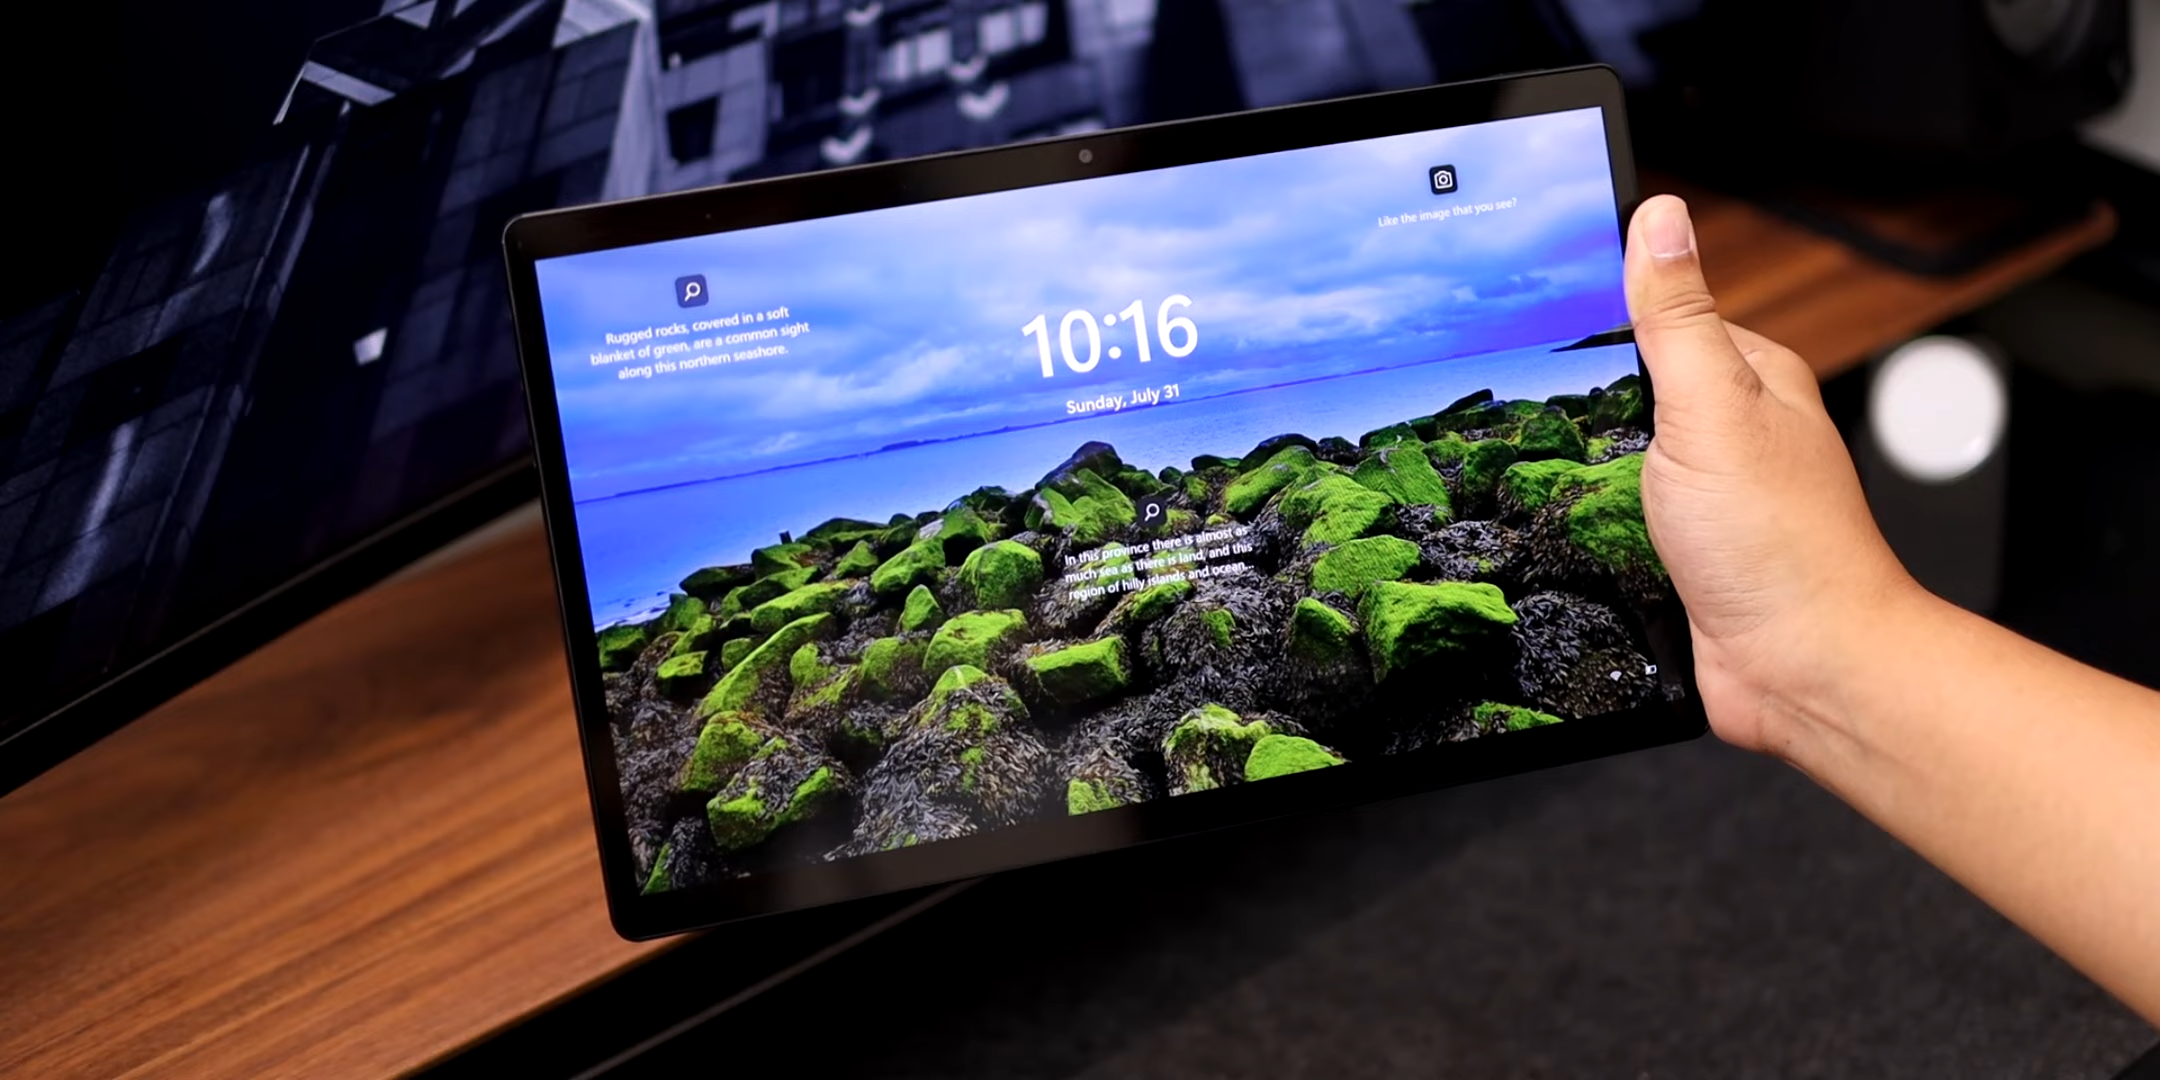 Like the image that you see?
Rugged rocks, covered in a soft
blanket of green, are a common sight
along this northern seashore.
10:16
Sunday, July 31
In this province there is almost as
much sea as there is land, and this
region of hilly islands and ocean...